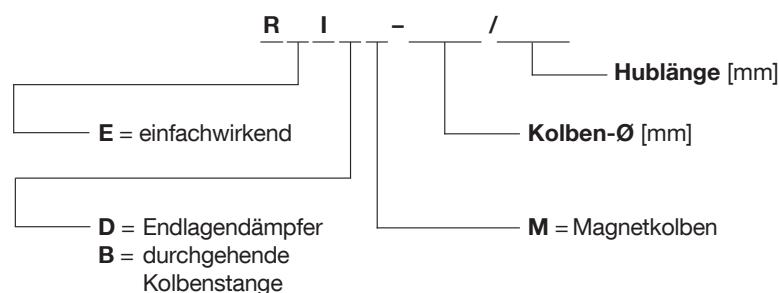 R I – /
Hublänge [mm]
E = einfachwirkend
Kolben-Ø [mm]
D = Endlagendämpfer
M = Magnetkolben
B = durchgehende
Kolbenstange